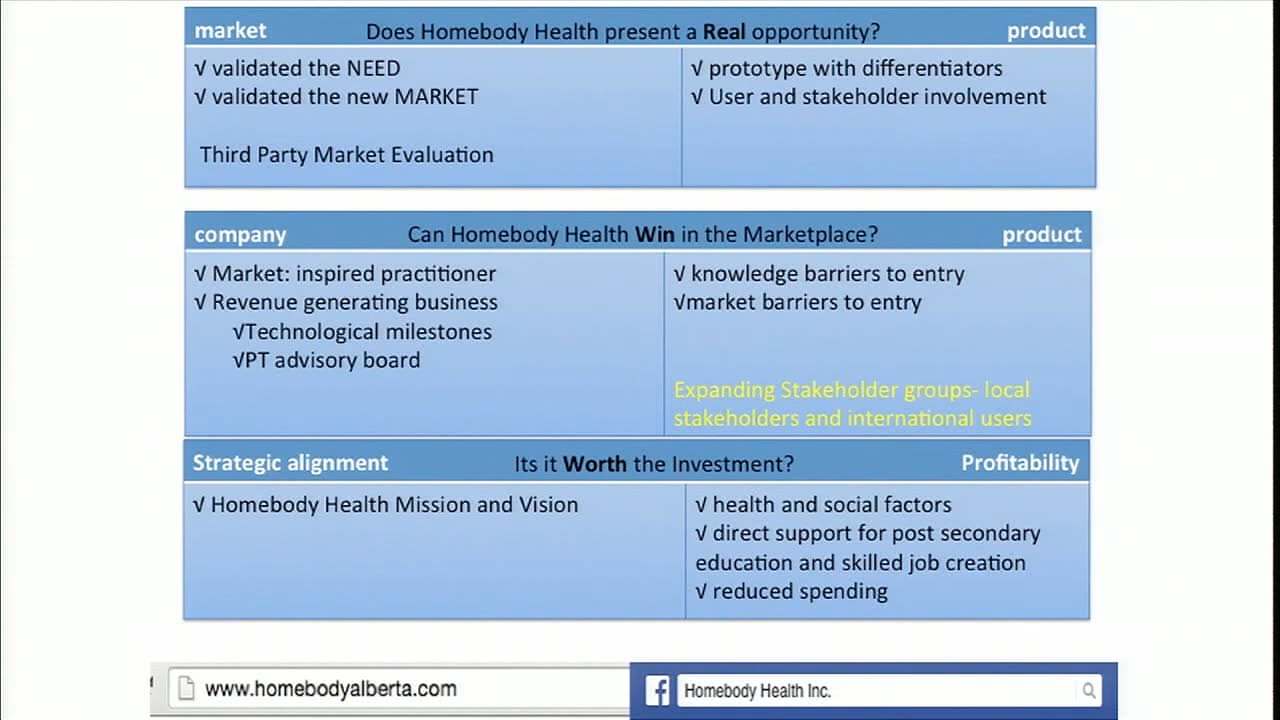 market Does Homebody Health present a Real opportunity? product
√ validated the NEED
√ validated the new MARKET
Third Party Market Evaluation
√ prototype with differentiators
√ User and stakeholder involvement
company Can Homebody Health Win in the Marketplace? product
√ Market: inspired practitioner
√ Revenue generating business
√Technological milestones
√PT advisory board
√ knowledge barriers to entry
√market barriers to entry
Expanding Stakeholder groups- local
stakeholders and international users
Strategic alignment Its it Worth the Investment? Profitability
√ Homebody Health Mission and Vision
√ health and social factors
√ direct support for post secondary
education and skilled job creation
√ reduced spending
www.homebodyalberta.com
f Homebody Health Inc.